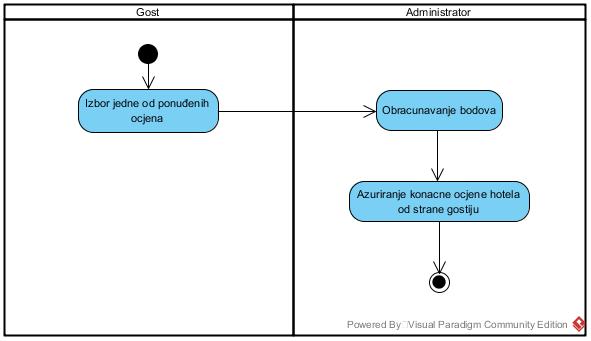 Gost
Administrator
Izbor jedne od ponuđenih
ocjena
Obracunavanje bodova
Azuriranje konacne ocjene hotela
od strane gostiju
Powered By Visual Paradigm Community Edition